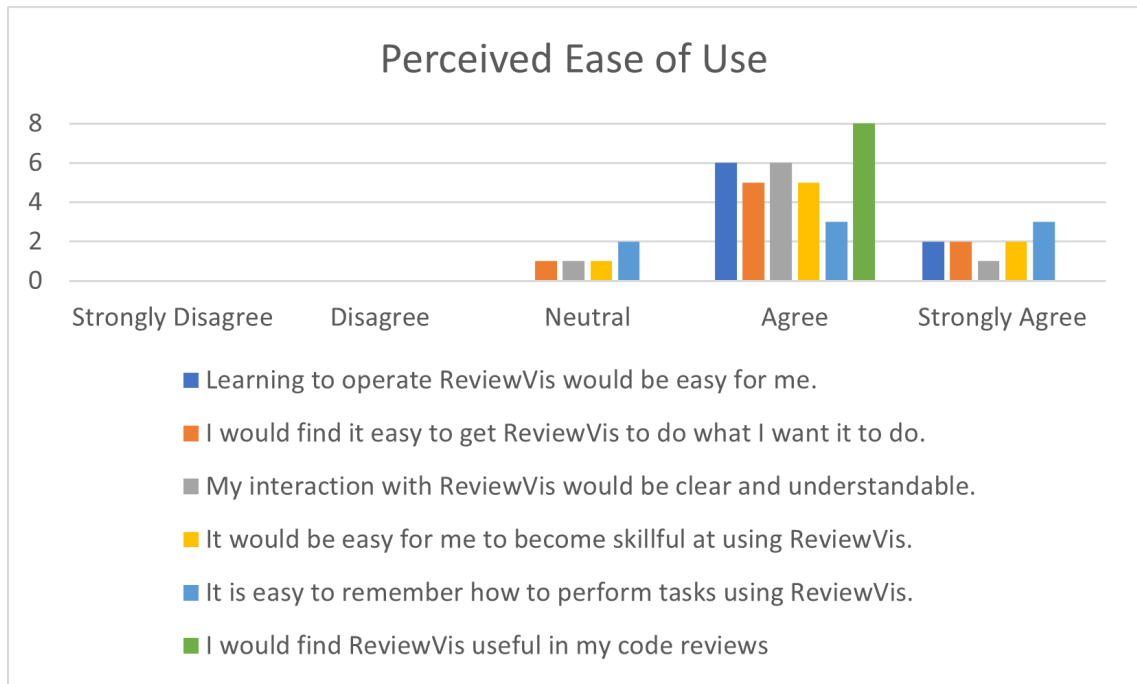 Perceived Ease of Use
8
6
4
2
0
Strongly Disagree Disagree Neutral Agree Strongly Agree
Learning to operate ReviewVis would be easy for me.
I would find it easy to get ReviewVis to do what I want it to do.
My interaction with ReviewVis would be clear and understandable.
It would be easy for me to become skillful at using ReviewVis.
It is easy to remember how to perform tasks using ReviewVis.
I would find ReviewVis useful in my code reviews